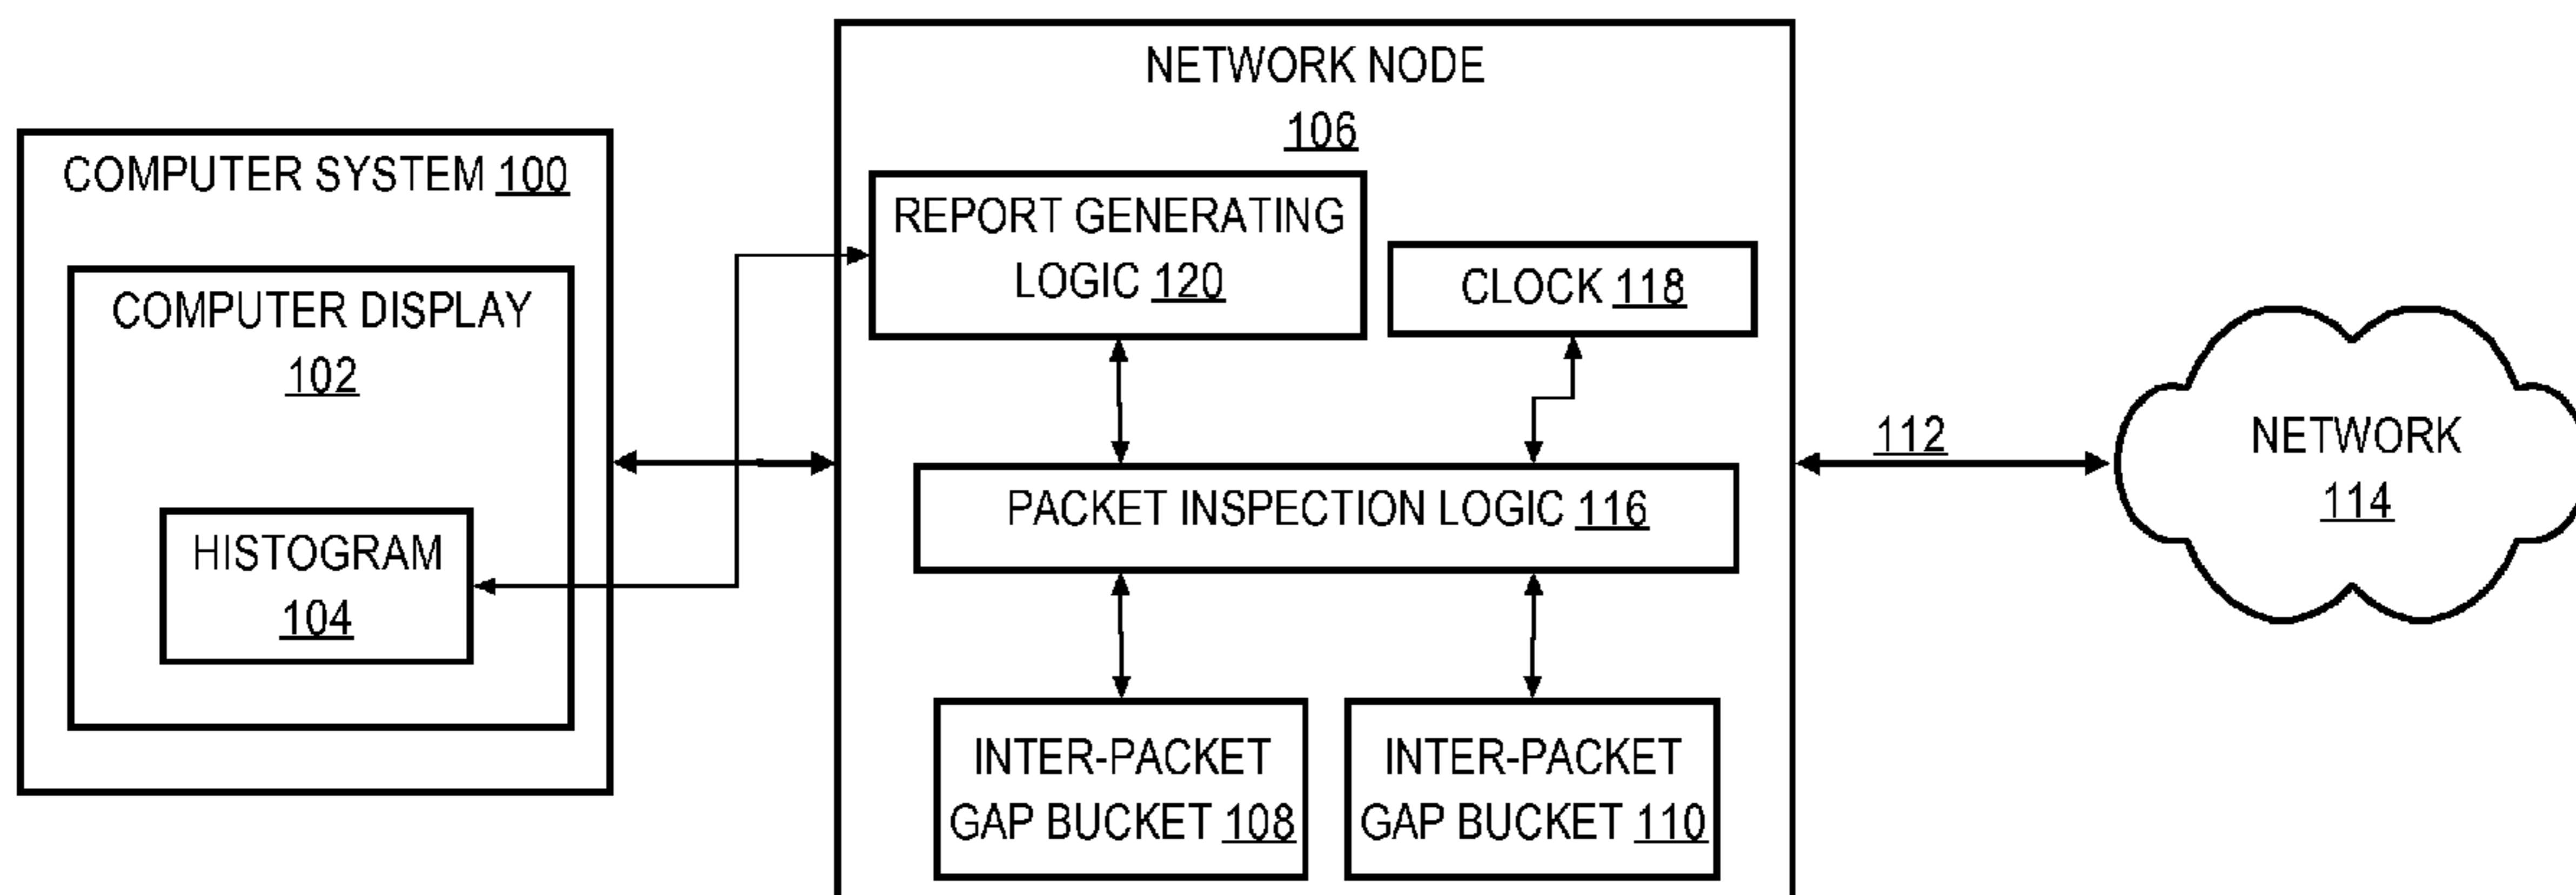 COMPUTER SYSTEM 100
COMPUTER DISPLAY
102
HISTOGRAM
104
NETWORK NODE
106
REPORT GENERATING
LOGIC 120
CLOCK 118
PACKET INSPECTION LOGIC 116
INTER-PACKET
GAP BUCKET 108
INTER-PACKET
GAP BUCKET 110
112
NETWORK
114